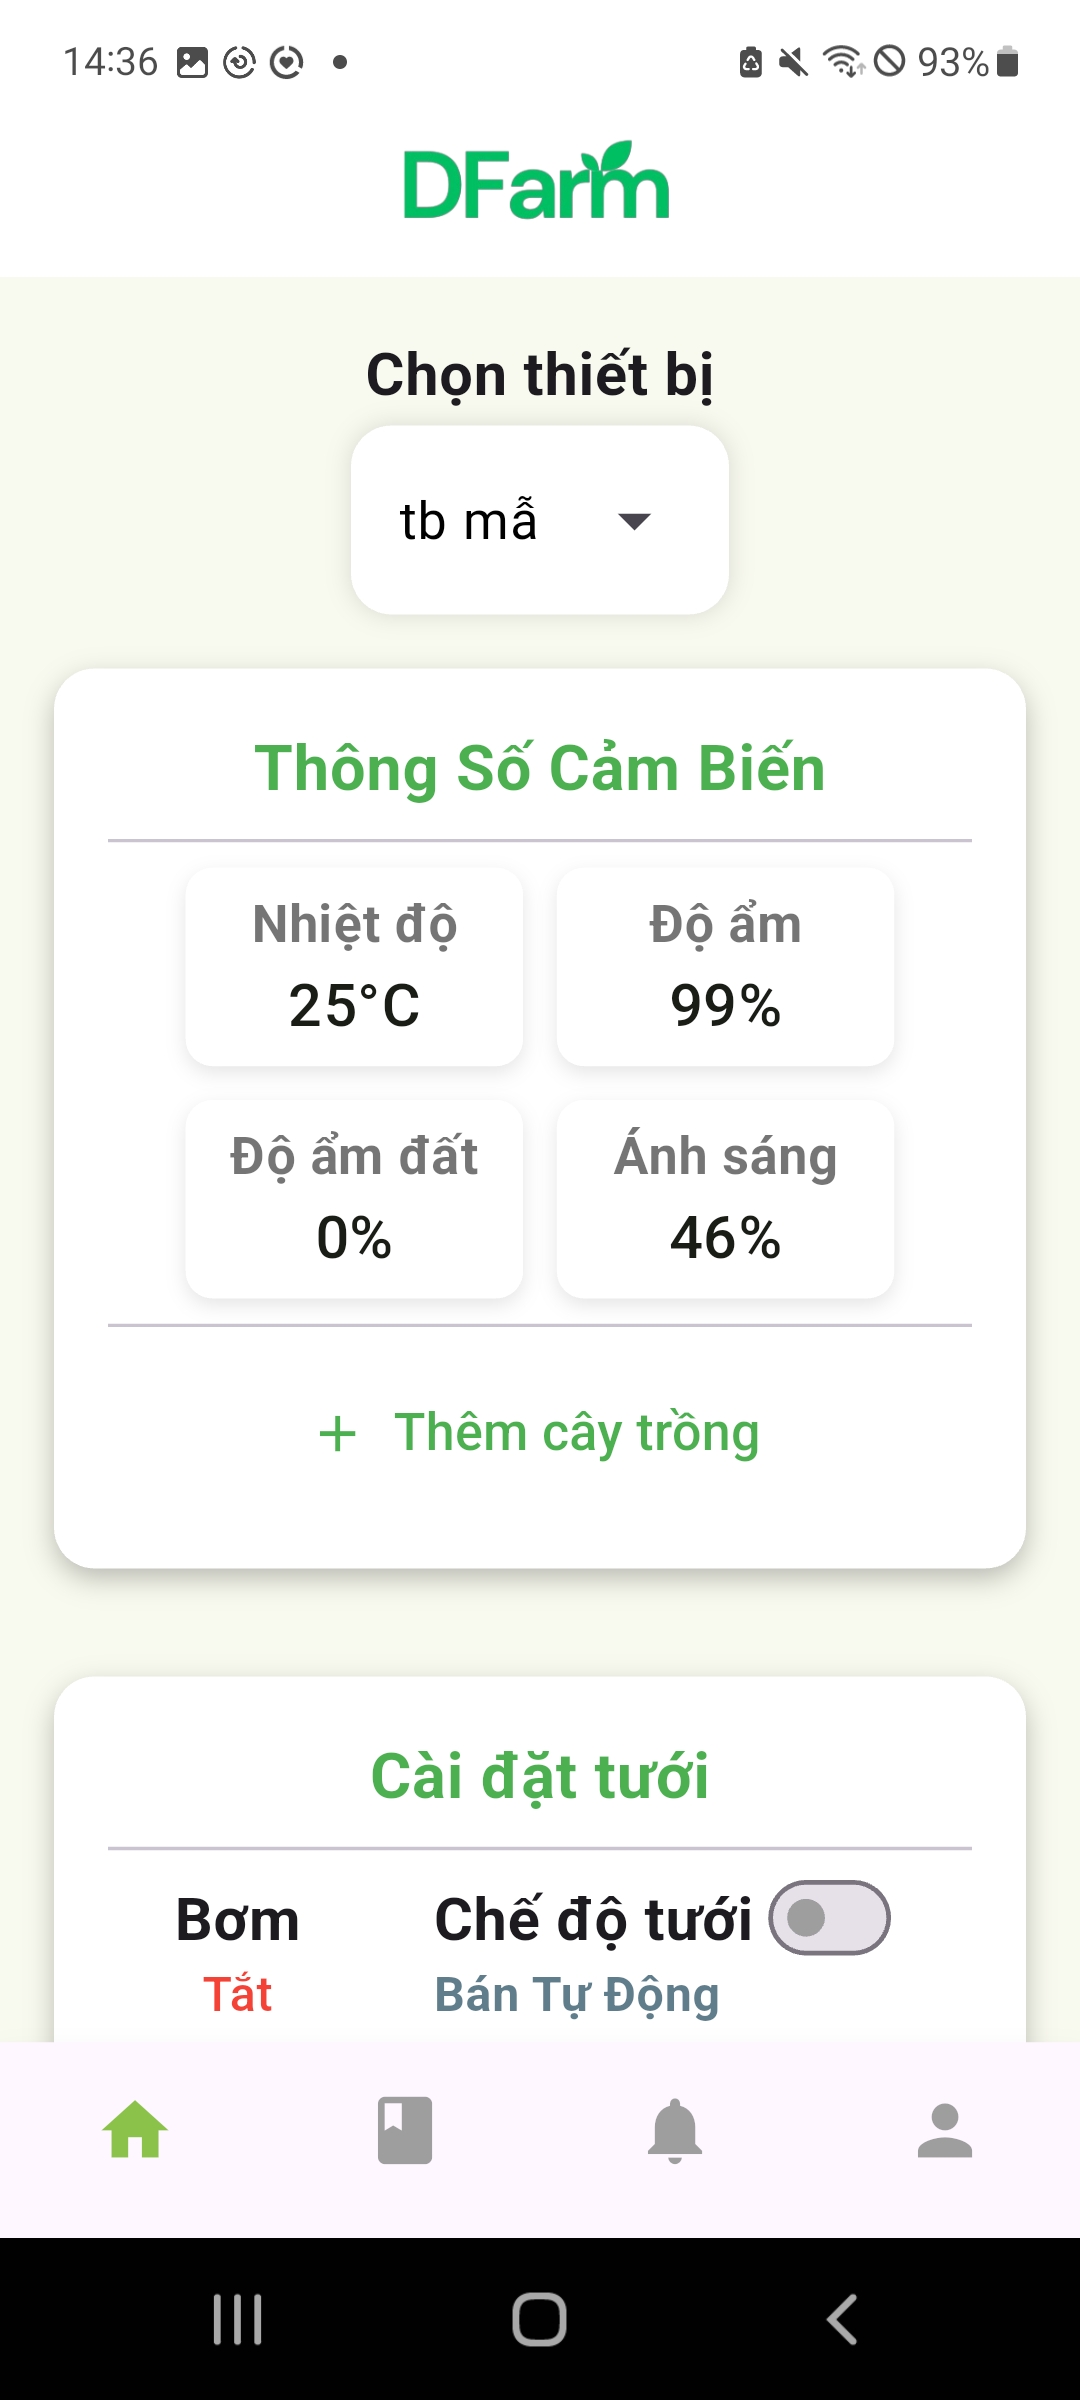 14:36
93%
DFarm
Chọn thiết bị
tb mẫ
Thông Số Cảm Biến
Nhiệt độ
Độ ẩm
25°C
99%
Độ ẩm đất
Ánh sáng
0%
46%
+ Thêm cây trồng
Cài đặt tưới
Bơm
Chế độ tưới
Tắt
Bán Tự Động